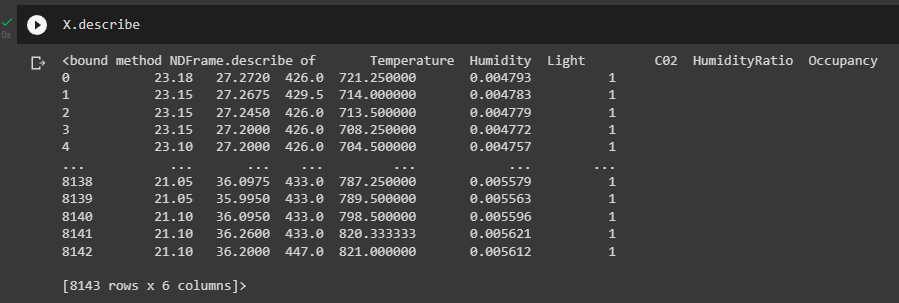 X.describe
0s
<bound method NDFrame.describe of       Temperature  Humidity  Light         C02  HumidityRatio  Occupancy
0           23.18   27.2720  426.0  721.250000       0.004793          1
1           23.15   27.2675  429.5  714.000000       0.004783          1
2           23.15   27.2450  426.0  713.500000       0.004779          1
3           23.15   27.2000  426.0  708.250000       0.004772          1
4           23.10   27.2000  426.0  704.500000       0.004757          1
...           ...       ...    ...         ...            ...        ...
8138        21.05   36.0975  433.0  787.250000       0.005579          1
8139        21.05   35.9950  433.0  789.500000       0.005563          1
8140        21.10   36.0950  433.0  798.500000       0.005596          1
8141        21.10   36.2600  433.0  820.333333       0.005621          1
8142        21.10   36.2000  447.0  821.000000       0.005612          1
[8143 rows x 6 columns]>